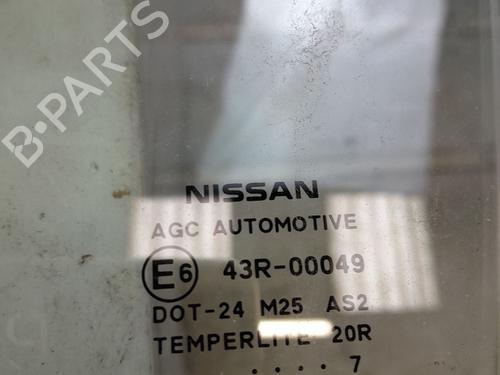 B-PARTS
NISSAN
AGC AUTOMOTIVE
E6 43R-00049
DOT-24 M25 AS2
TEMPERLITE 20R
.... 7